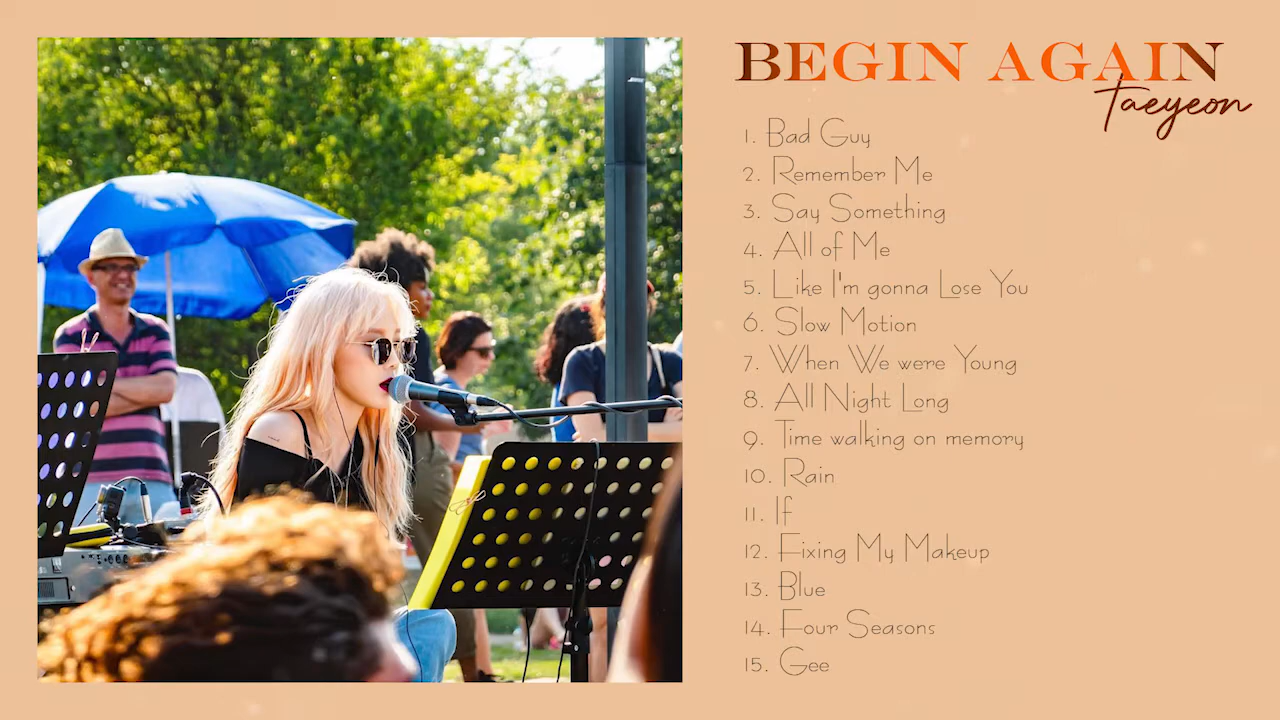 BEGIN AGAIN
taeyeon
1. Bad Guy
2. Remember Me
3. Say Something
4. All of Me
5. Like I'm gonna Lose You
6. Slow Motion
7. When We were Young
8. All Night Long
9. Time walking on memory
10. Rain
11. If
12. Fixing My Makeup
13. Blue
14. Four Seasons
15. Gee